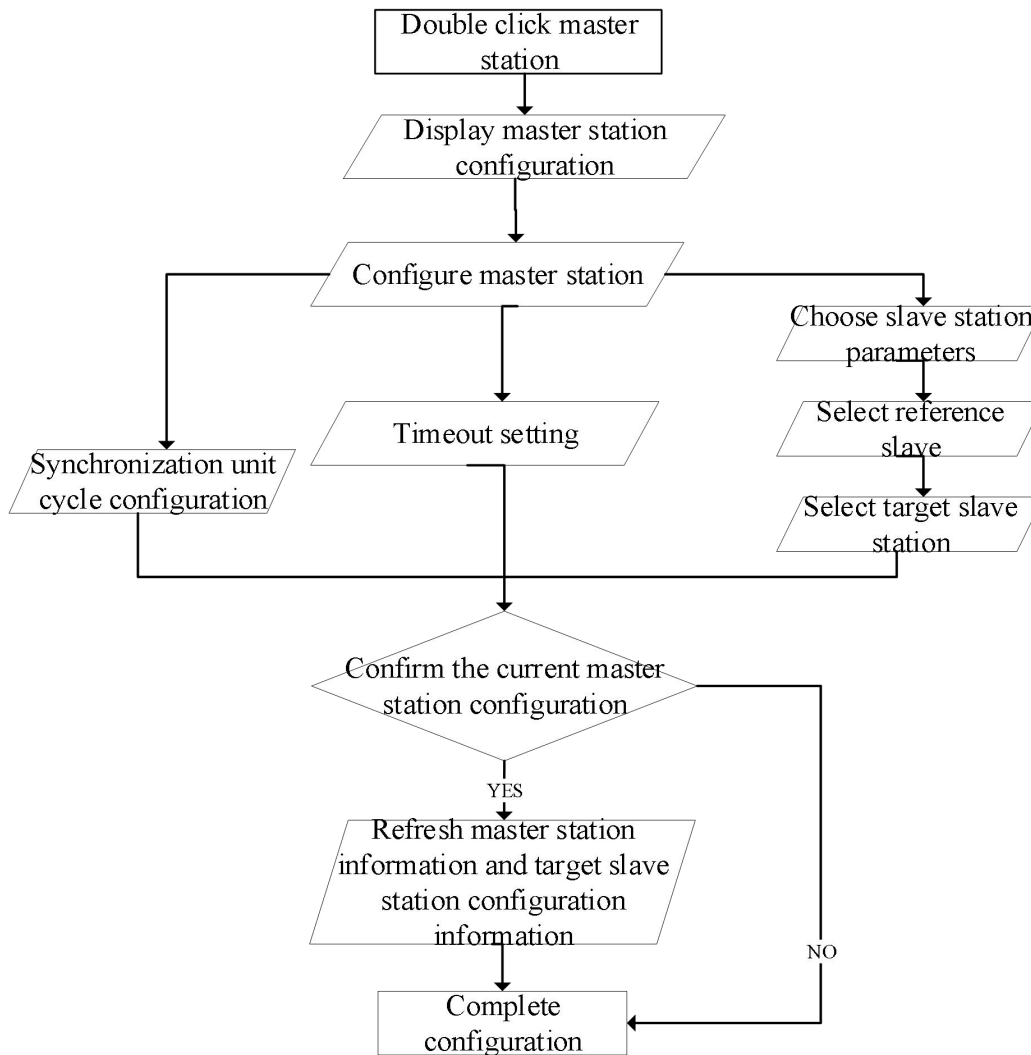 Double click master
station
Display master station
configuration
Configure master station
Choose slave station
parameters
Timeout setting
Select reference
slave
Synchronization unit
cycle configuration
Select target slave
station
Confirm the current master
station configuration
YES
Refresh master station
information and target slave
station configuration
information
NO
Complete
configuration